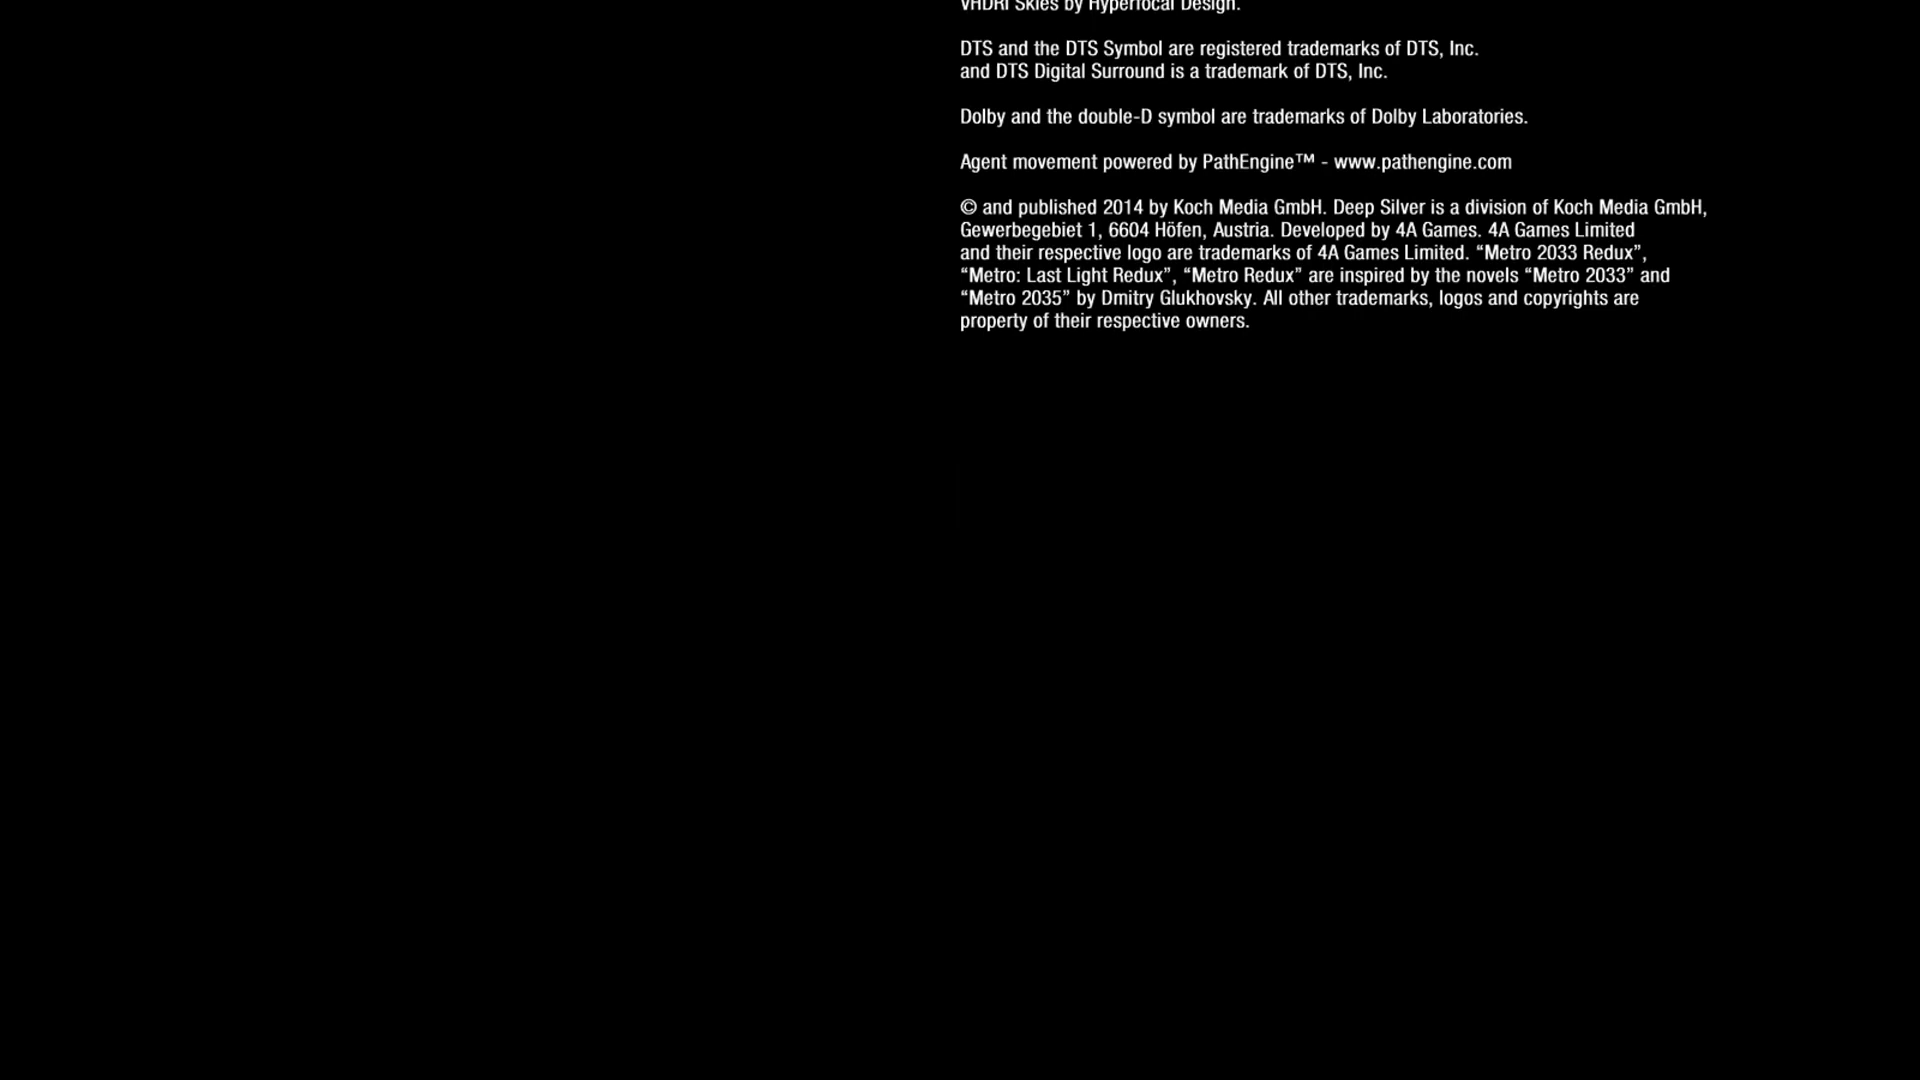 VHDRI Skies by Hyperfocal Design.
DTS and the DTS Symbol are registered trademarks of DTS, Inc.
and DTS Digital Surround is a trademark of DTS, Inc.
Dolby and the double-D symbol are trademarks of Dolby Laboratories.
Agent movement powered by PathEngine™ - www.pathengine.com
© and published 2014 by Koch Media GmbH. Deep Silver is a division of Koch Media GmbH,
Gewerbegebiet 1, 6604 Höfen, Austria. Developed by 4A Games. 4A Games Limited
and their respective logo are trademarks of 4A Games Limited. “Metro 2033 Redux”,
“Metro: Last Light Redux”, “Metro Redux” are inspired by the novels “Metro 2033” and
“Metro 2035” by Dmitry Glukhovsky. All other trademarks, logos and copyrights are
property of their respective owners.